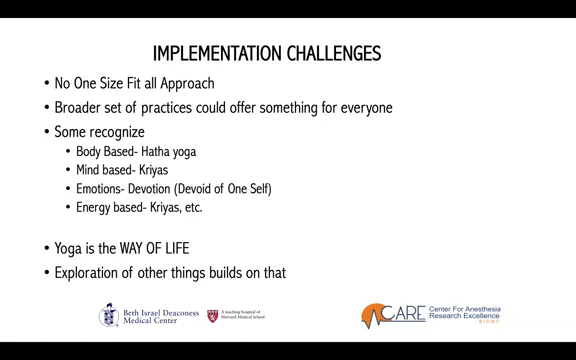 IMPLEMENTATION CHALLENGES
• No One Size Fit all Approach
• Broader set of practices could offer something for everyone
• Some recognize
• Body Based- Hatha yoga
• Mind based- Kriyas
• Emotions- Devotion (Devoid of One Self)
• Energy based- Kriyas, etc.
• Yoga is the WAY OF LIFE
• Exploration of other things builds on that
Beth Israel Deaconess
Medical Center
A teaching hospital of
Harvard Medical School
CARE
Center For Anesthesia
Research Excellence
BIDMC